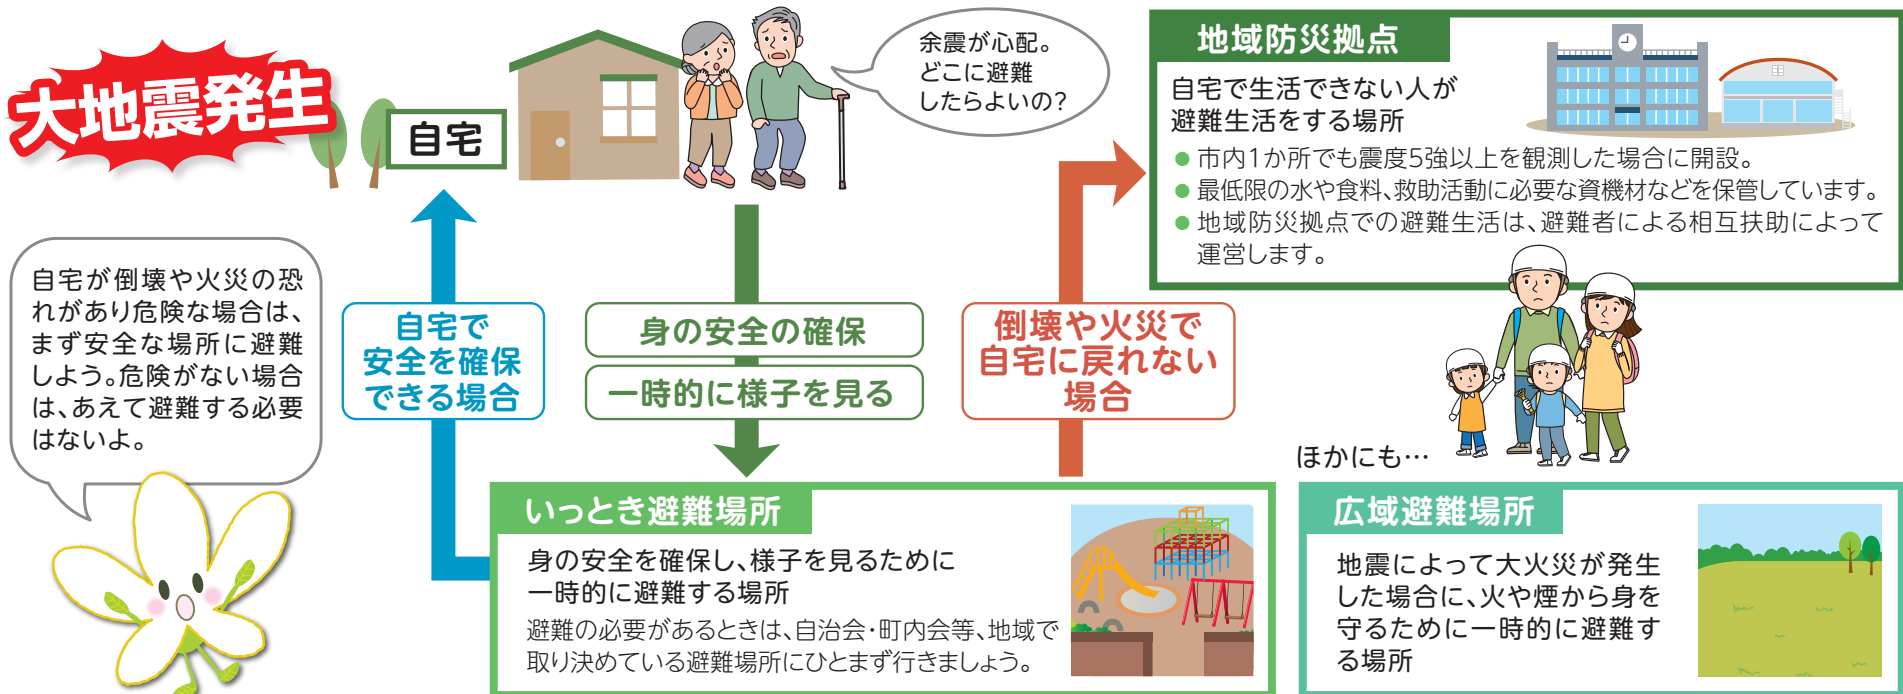 大地震発生
自宅
余震が心配。
どこに避難
したらよいの?
地域防災拠点
自宅で生活できない人が
避難生活をする場所
● 市内1か所でも震度5強以上を観測した場合に開設。
● 最低限の水や食料、救助活動に必要な資機材などを保管しています。
● 地域防災拠点での避難生活は、避難者による相互扶助によって
運営します。
自宅が倒壊や火災の恐
れがあり危険な場合は、
まず安全な場所に避難
しよう。危険がない場合
は、あえて避難する必要
はないよ。
自宅で
安全を確保
できる場合
身の安全の確保
一時的に様子を見る
倒壊や火災で
自宅に戻れない
場合
ほかにも…
いっとき避難場所
身の安全を確保し、様子を見るために
一時的に避難する場所
避難の必要があるときは、自治会・町内会等、地域で
取り決めている避難場所にひとまず行きましょう。
広域避難場所
地震によって大火災が発生
した場合に、火や煙から身を
守るために一時的に避難す
る場所